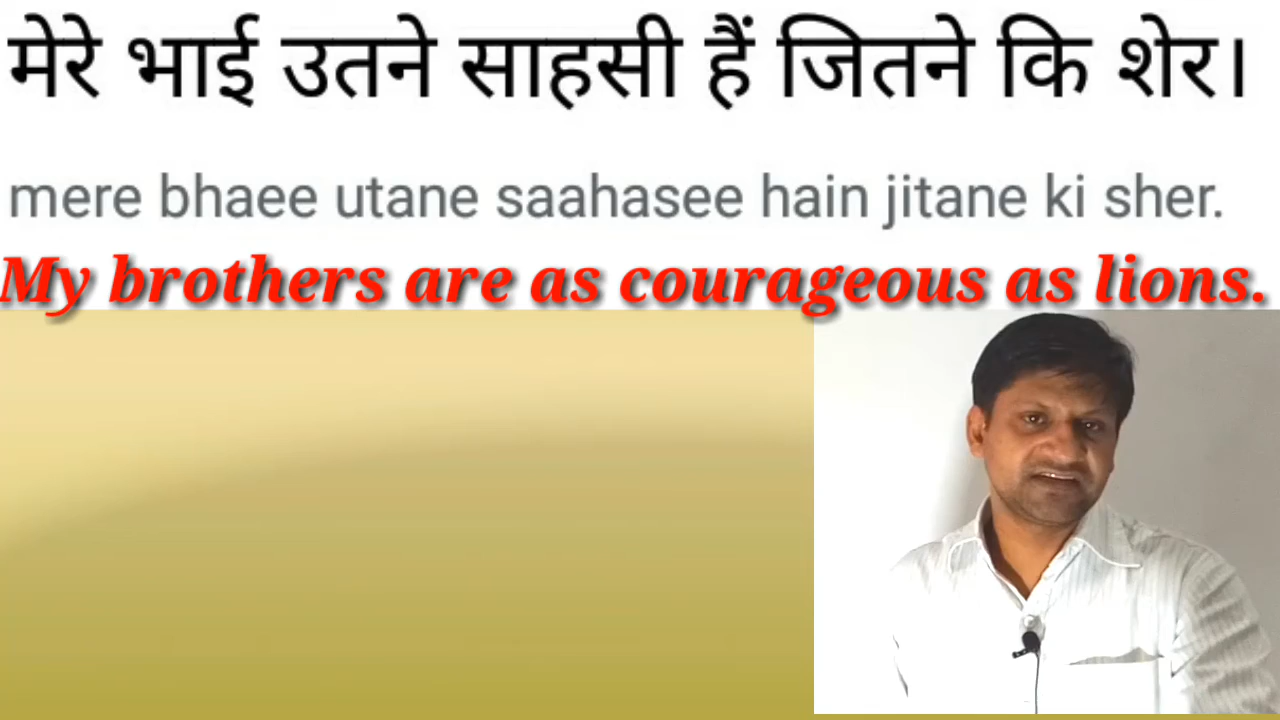 मेरे भाई उतने साहसी हैं जितने कि शेर।
mere bhaee utane saahasee hain jitane ki sher.
My brothers are as courageous as lions.